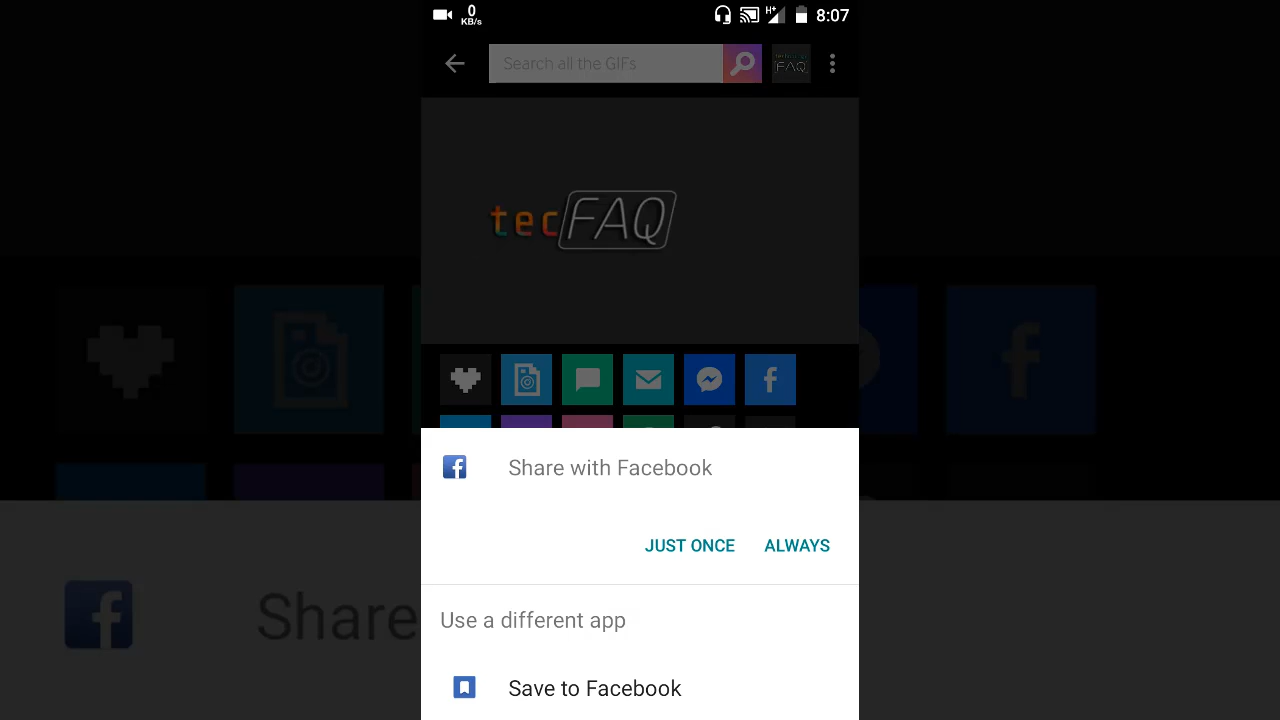 0
KB/s
H+
8:07
Search all the GIFs
FAQ
tecFAQ
Share with Facebook
JUST ONCE
ALWAYS
Use a different app
Save to Facebook
Share